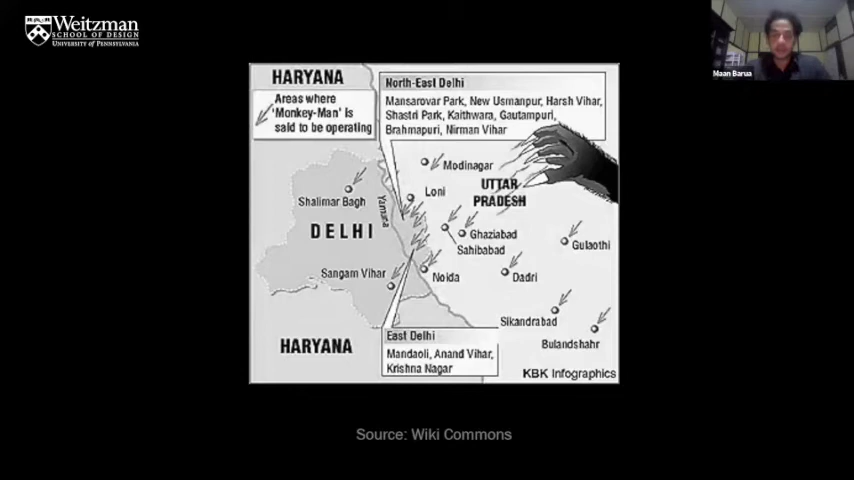 Weitzman
SCHOOL OF DESIGN
UNIVERSITY of PENNSYLVANIA
Maan Barua
HARYANA
Areas where
'Monkey-Man' is
said to be operating
North-East Delhi
Mansarovar Park, New Usmanpur, Harsh Vihar,
Shastri Park, Kaithwara, Gautampuri,
Brahmapuri, Nirman Vihar
Modinagar
UTTAR
PRADESH
Loni
Shalimar Bagh
Yamuna
DELHI
Ghaziabad
Sahibabad
Gulaothi
Sangam Vihar
Noida
Dadri
Sikandrabad
Bulandshahr
HARYANA
East Delhi
Mandaoli, Anand Vihar,
Krishna Nagar
KBK Infographics
Source: Wiki Commons